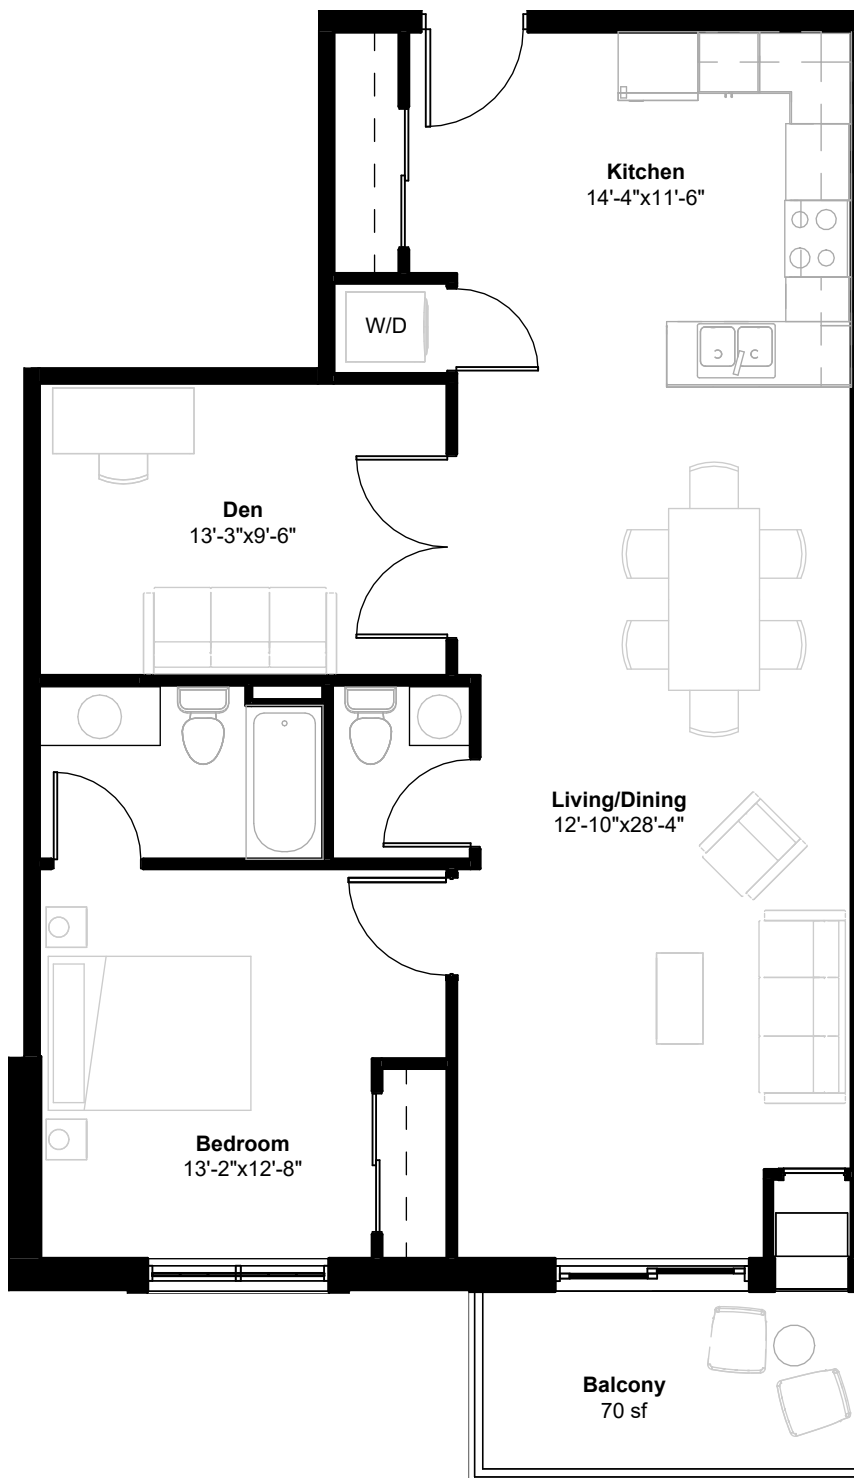 Kitchen
14'-4"x11'-6"
W/D
Den
13'-3"x9'-6"
Living/Dining
12'-10"x28'-4"
Bedroom
13'-2"x12'-8"
Balcony
70 sf